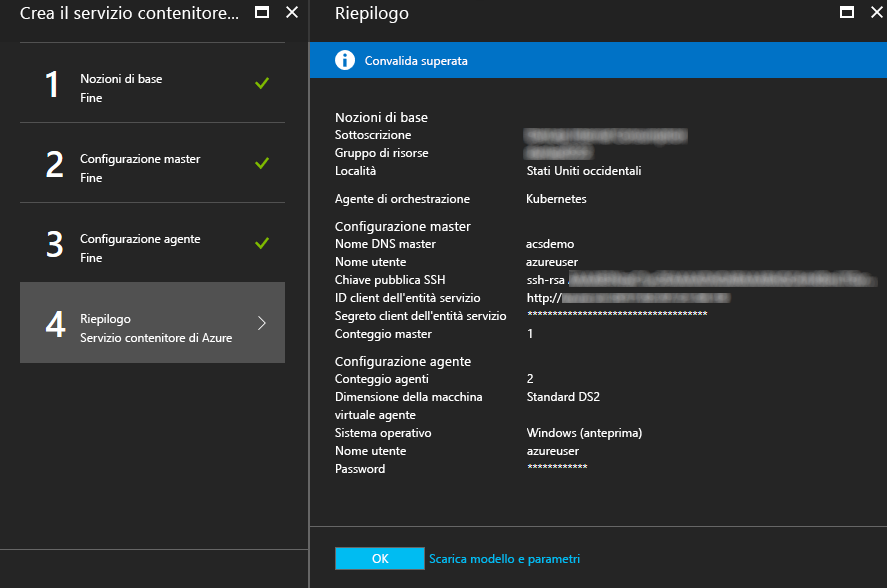 Crea il servizio contenitore...
1
Nozioni di base
Fine
2
Configurazione master
Fine
3
Configurazione agente
Fine
4
Riepilogo
Servizio contenitore di Azure
Riepilogo
Convalida superata
Nozioni di base
Sottoscrizione
Gruppo di risorse
Località Stati Uniti occidentali
Agente di orchestrazione Kubernetes
Configurazione master
Nome DNS master acsdemo
Nome utente azureuser
Chiave pubblica SSH ssh-rsa
ID client dell'entità servizio http://
Segreto client dell'entità servizio ************************************
Conteggio master 1
Configurazione agente
Conteggio agenti 2
Dimensione della macchina Standard DS2
virtuale agente
Sistema operativo Windows (anteprima)
Nome utente azureuser
Password ************
OK Scarica modello e parametri